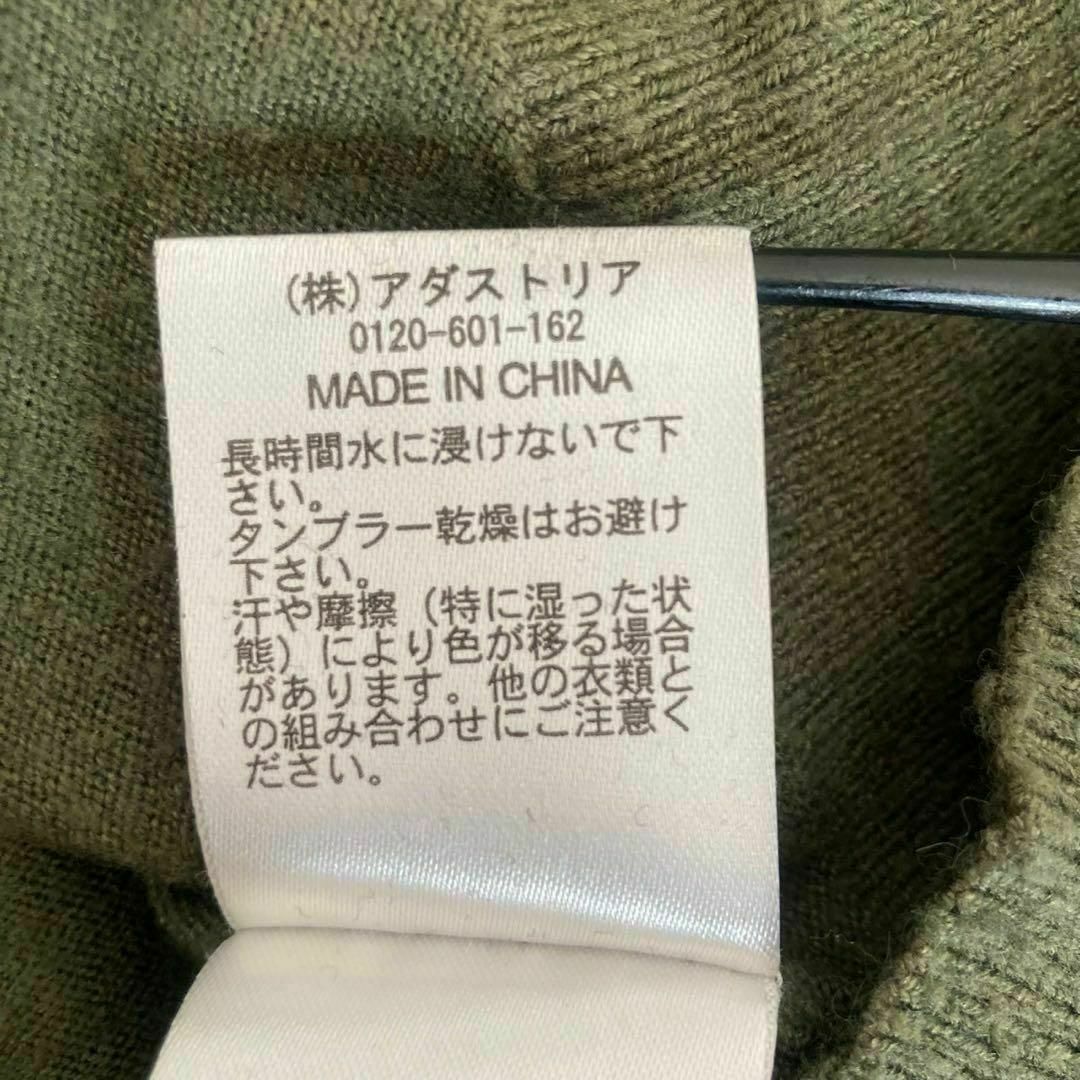 (株)アダストリア
0120-601-162
MADE IN CHINA
長時間水に浸けないで下
さい。
タンブラー乾燥はお避け
下さい。
汗や摩擦（特に湿った状
態）により色が移る場合
があります。他の衣類と
の組み合わせにご注意く
ださい。